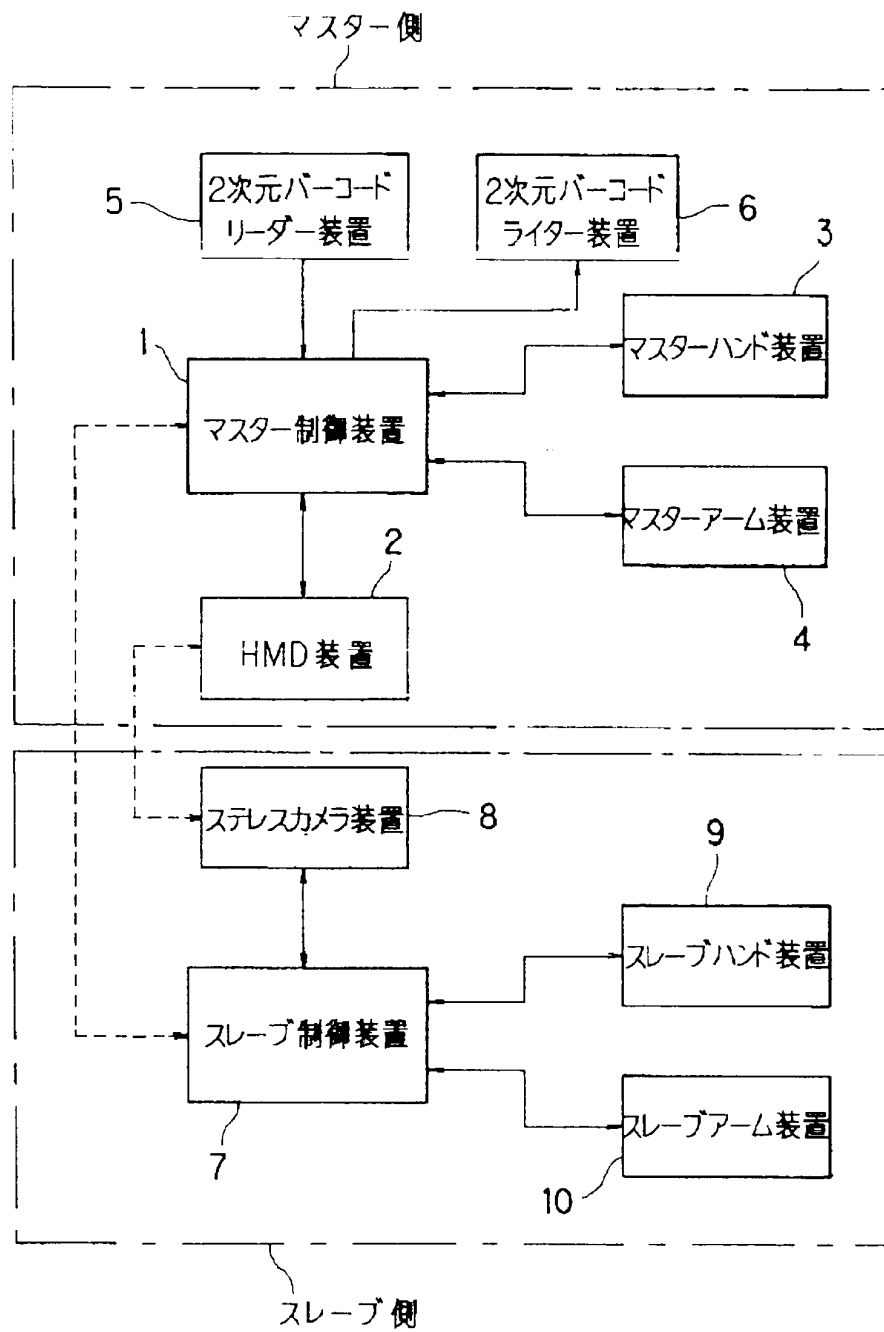 マスター側
2次元バーコード
リーダー装置
5
2次元バーコード
ライター装置
6
3
マスターハンド装置
1
マスター制御装置
マスターアーム装置
4
2
HMD装置
ステレスカメラ装置
8
9
スレーブハンド装置
スレーブ制御装置
7
スレーブアーム装置
10
スレーブ側